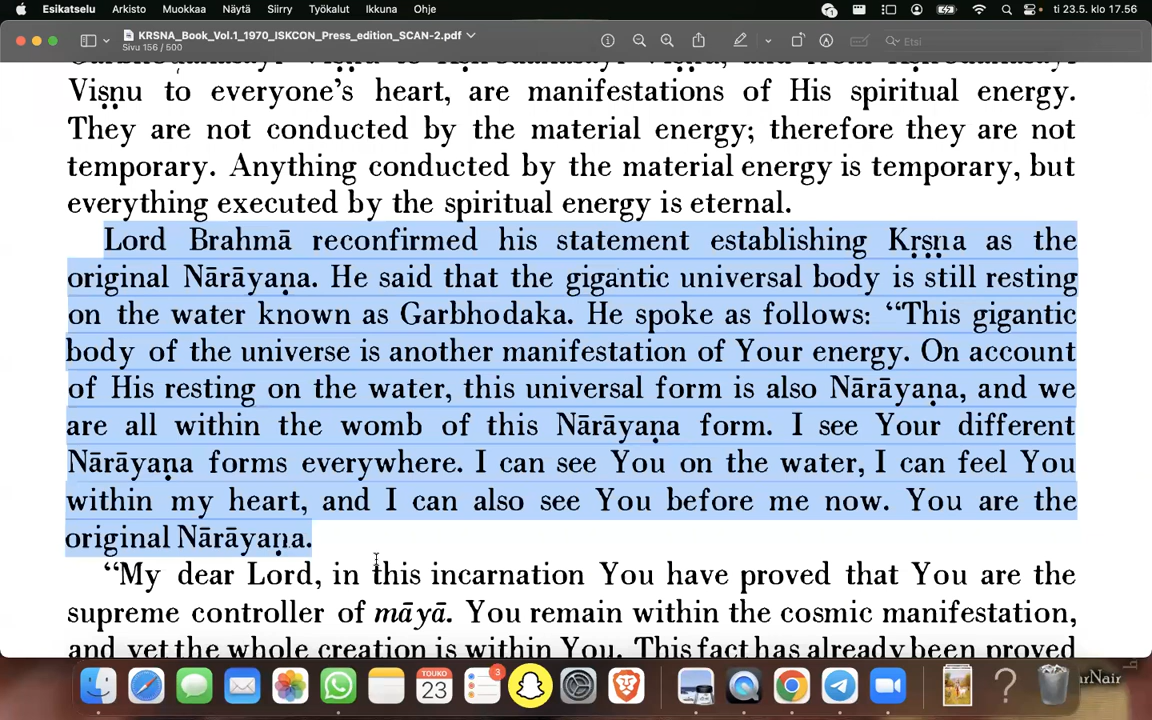 Esikatselu Arkisto Muokkaa Näytä Siirry Työkalut Ikkuna Ohje ti 23.5. klo 17.56
KRSNA_Book_Vol.1_1970_ISKCON_Press_edition_SCAN-2.pdf
Sivu 156 / 500
Etsi
Viṣṇu to everyone's heart, are manifestations of His spiritual energy.
They are not conducted by the material energy; therefore they are not
temporary. Anything conducted by the material energy is temporary, but
everything executed by the spiritual energy is eternal.
Lord Brahmā reconfirmed his statement establishing Kṛṣṇa as the
original Nārāyaṇa. He said that the gigantic universal body is still resting
on the water known as Garbhodaka. He spoke as follows: “This gigantic
body of the universe is another manifestation of Your energy. On account
of His resting on the water, this universal form is also Nārāyaṇa, and we
are all within the womb of this Nārāyaṇa form. I see Your different
Nārāyaṇa forms everywhere. I can see You on the water, I can feel You
within my heart, and I can also see You before me now. You are the
original Nārāyaṇa.
“My dear Lord, in this incarnation You have proved that You are the
supreme controller of māyā. You remain within the cosmic manifestation,
and yet the whole creation is within You. This fact has already been proved
TOUKO
23
3
arNair